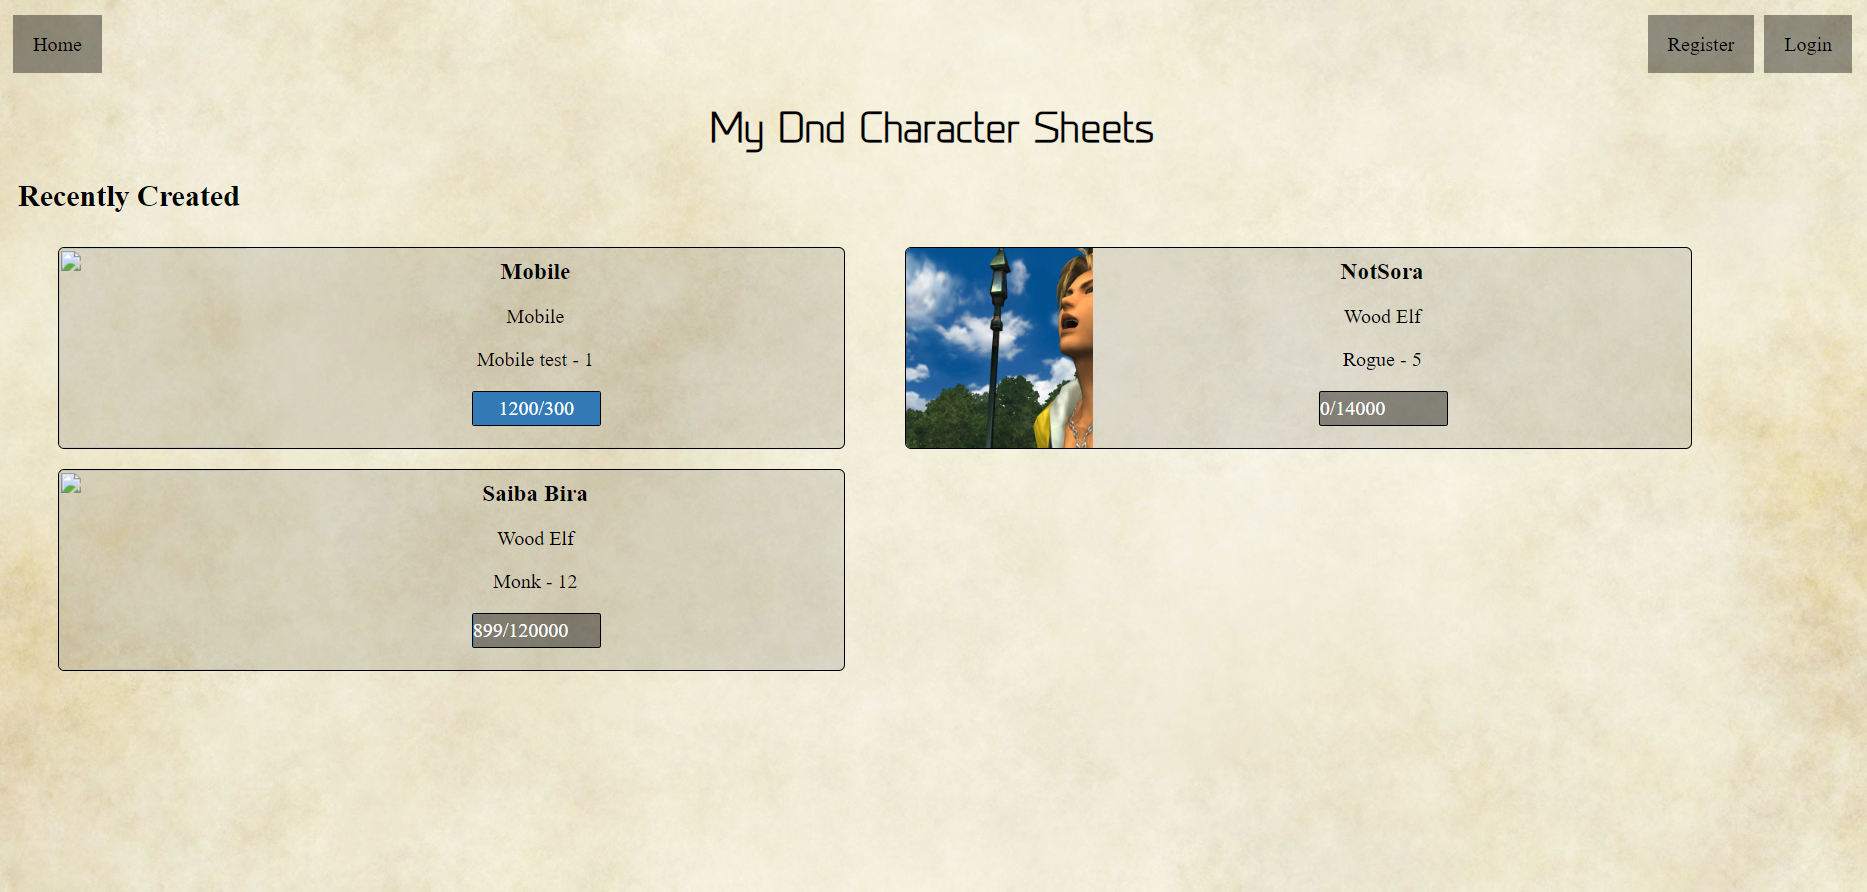 Home
Register
Login
My Dnd Character Sheets
Recently Created
Mobile
Mobile
Mobile test - 1
1200/300
NotSora
Wood Elf
Rogue - 5
0/14000
Saiba Bira
Wood Elf
Monk - 12
899/120000